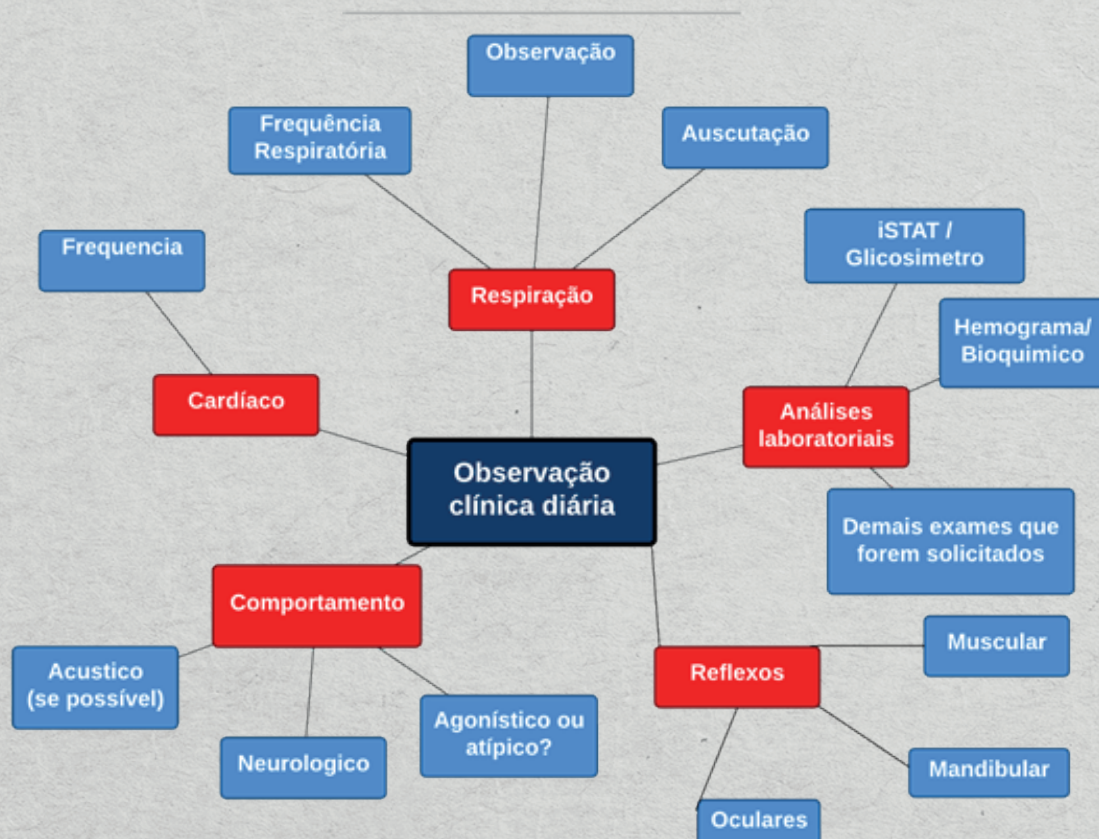 Observação
Frequência
Respiratória
Auscutação
Frequencia
iSTAT /
Glicosimetro
Respiração
Hemograma/
Bioquimico
Cardíaco
Análises
laboratoriais
Observação
clínica diária
Demais exames que
forem solicitados
Comportamento
Muscular
Acustico
(se possível)
Reflexos
Agonístico ou
atípico?
Neurologico
Mandibular
Oculares